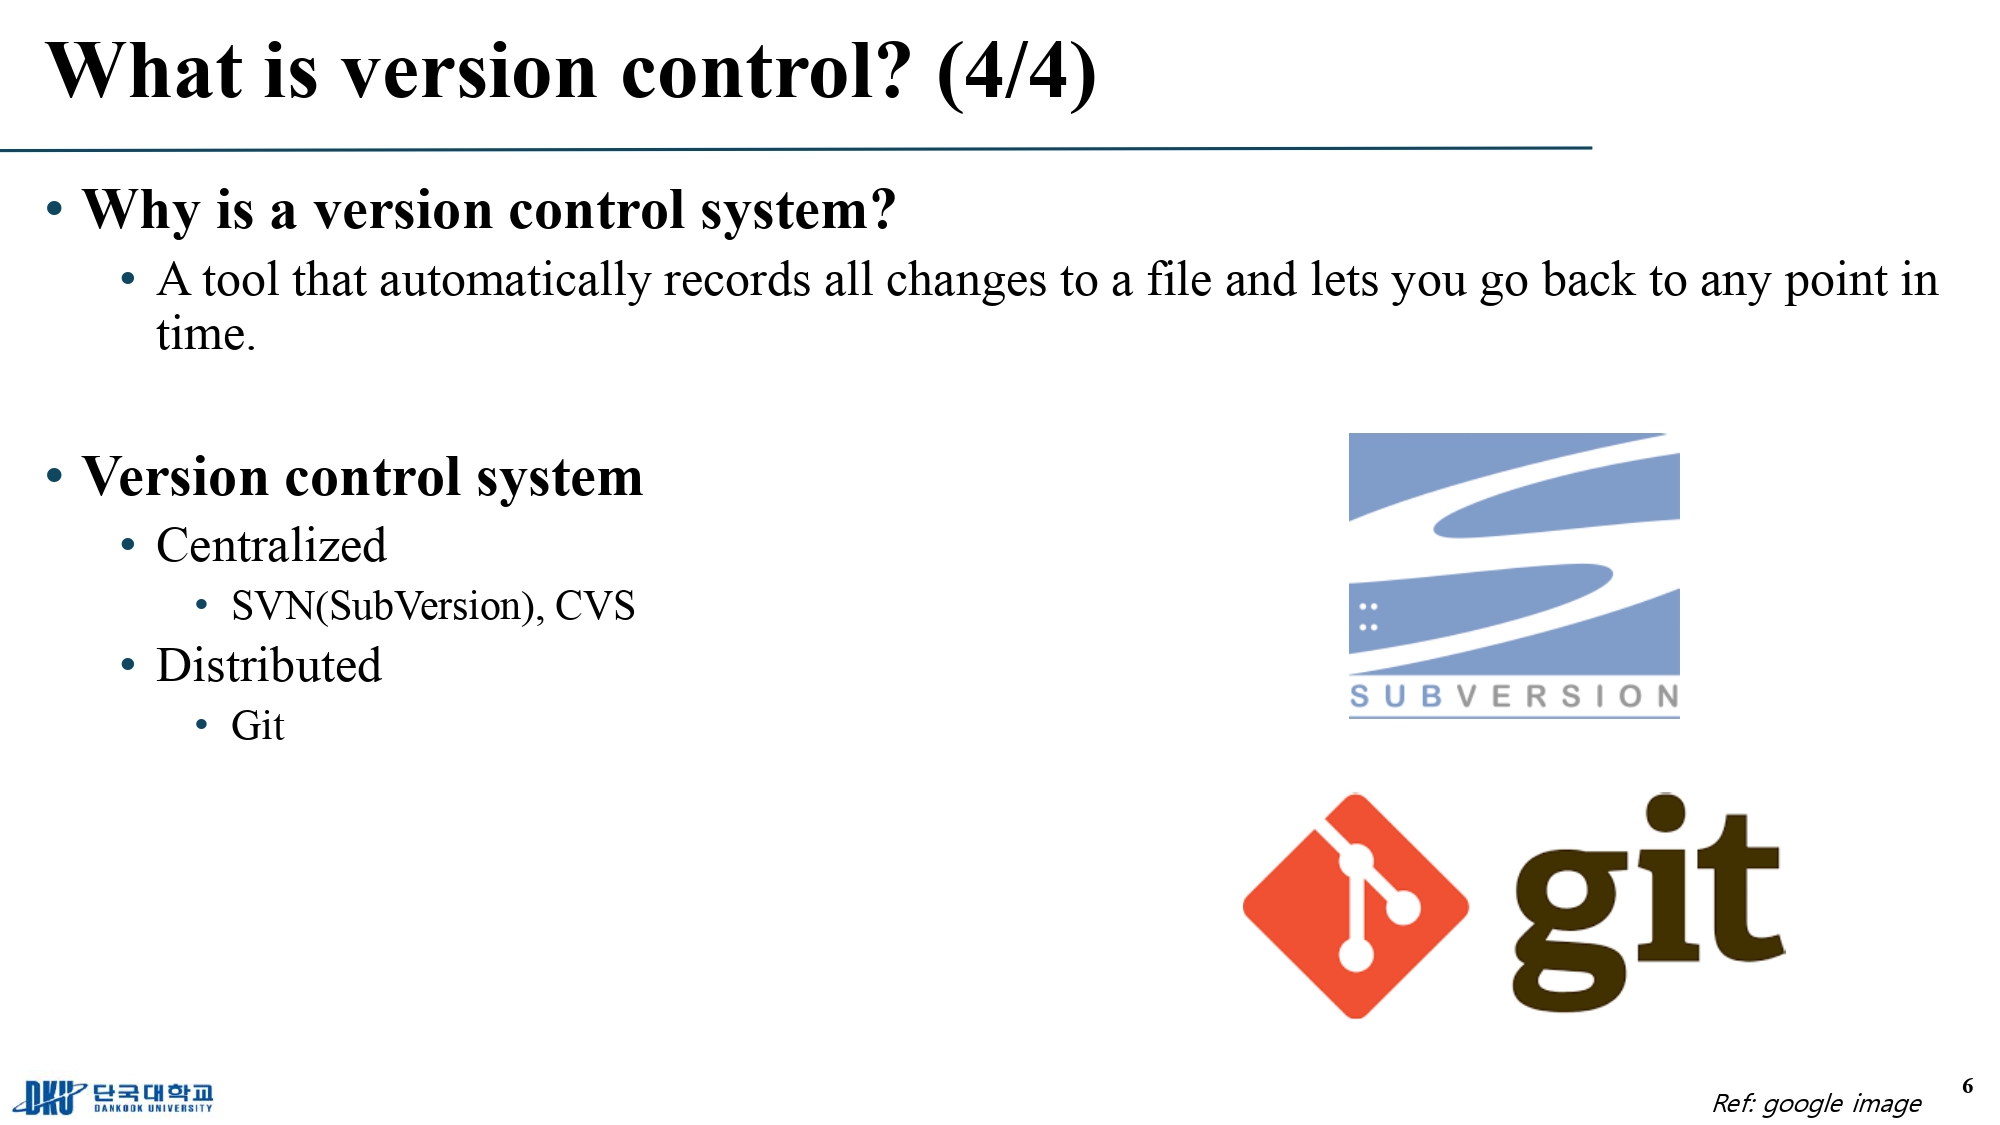 What is version control? (4/4)
• Why is a version control system?
• A tool that automatically records all changes to a file and lets you go back to any point in
time.
• Version control system
• Centralized
• SVN(SubVersion), CVS
• Distributed
• Git
SUBVERSION
git
DKU 단국대학교
DANKOOK UNIVERSITY
Ref: google image
6